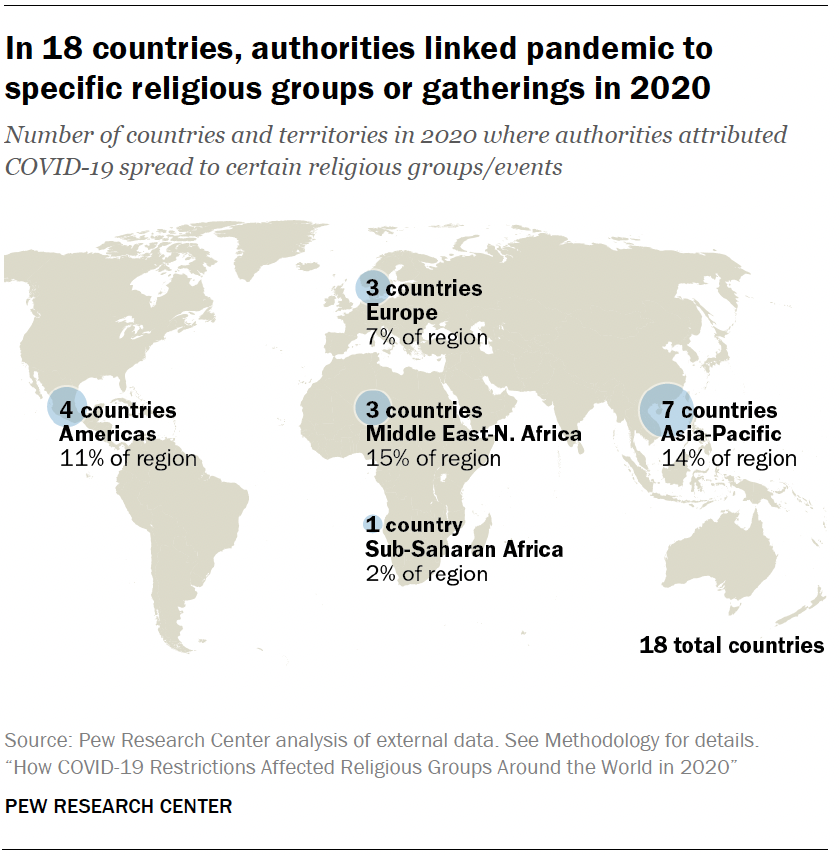 In 18 countries, authorities linked pandemic to
specific religious groups or gatherings in 2020
Number of countries and territories in 2020 where authorities attributed
COVID-19 spread to certain religious groups/events
3 countries
Europe
7% of region
4 countries
Americas
11% of region
3 countries
Middle East-N. Africa
15% of region
7 countries
Asia-Pacific
14% of region
1 country
Sub-Saharan Africa
2% of region
18 total countries
Source: Pew Research Center analysis of external data. See Methodology for details.
“How COVID-19 Restrictions Affected Religious Groups Around the World in 2020”
PEW RESEARCH CENTER